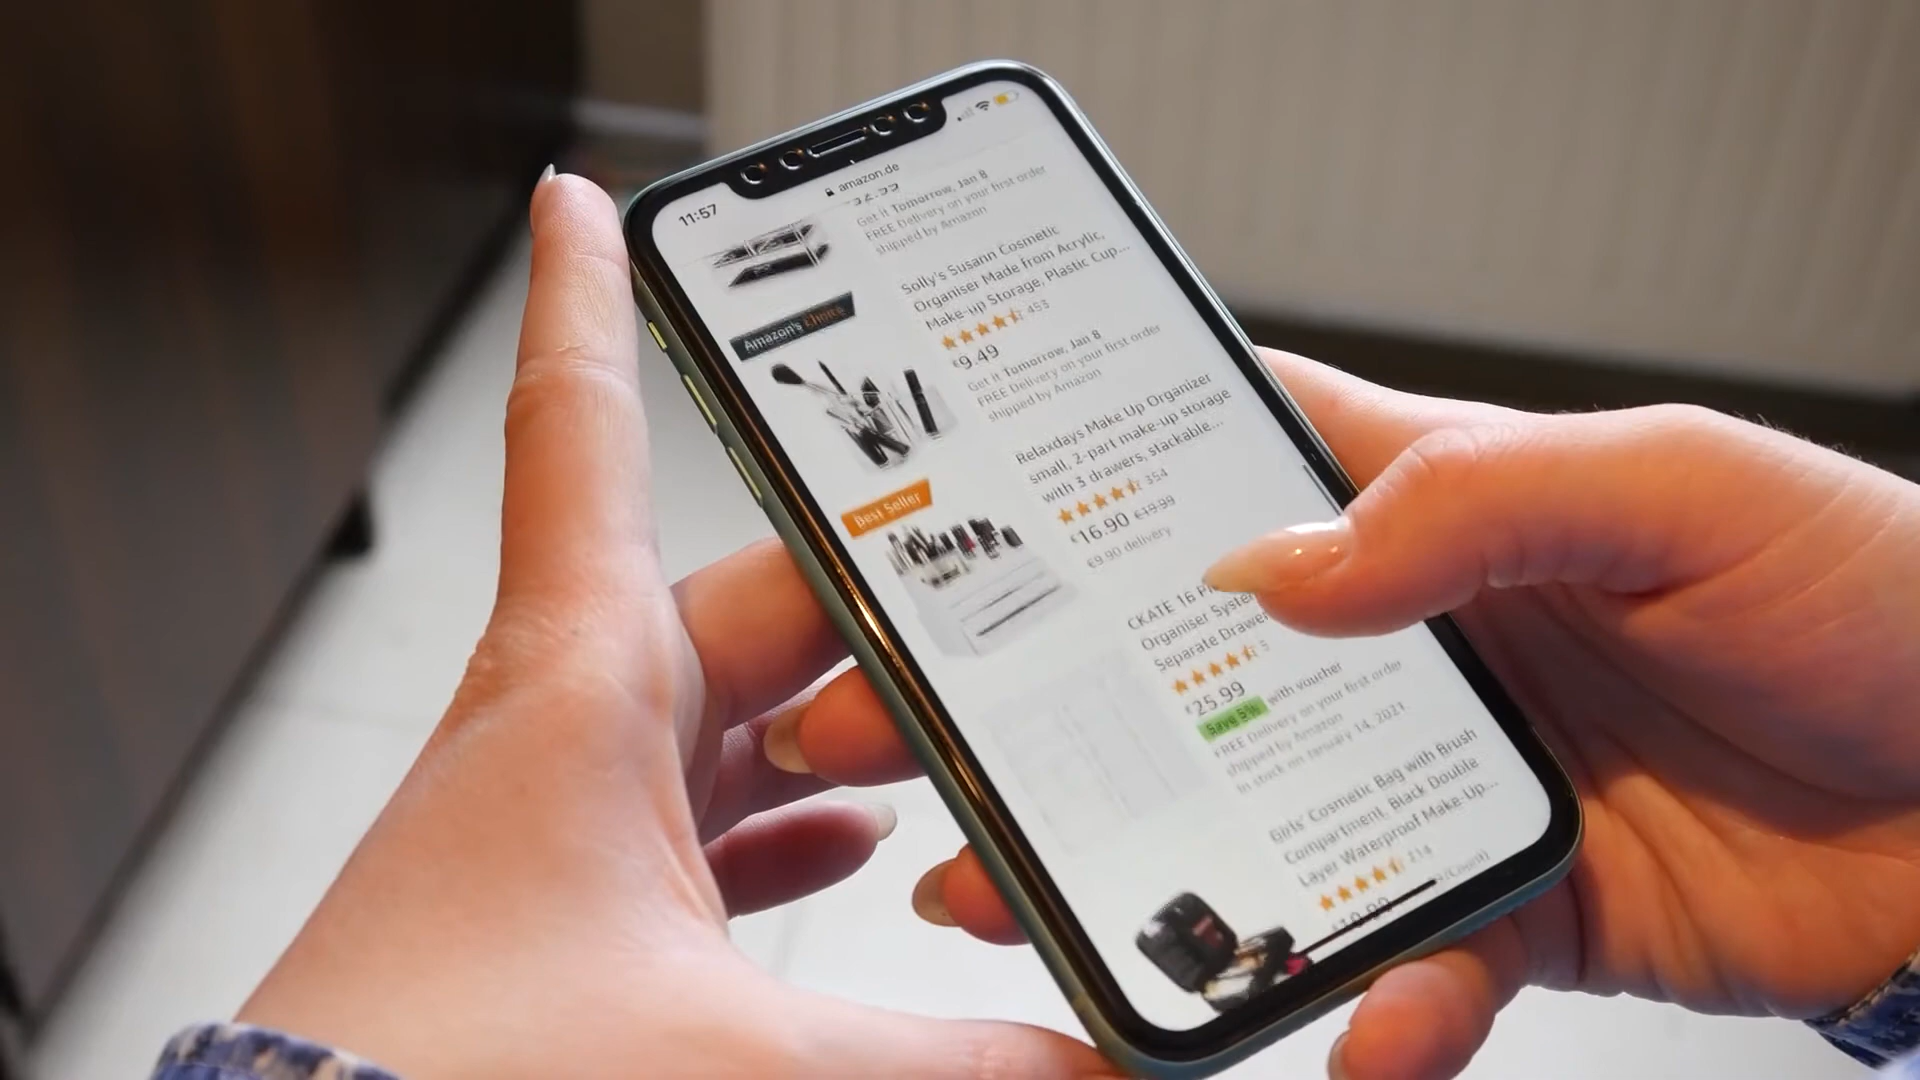 11:57
amazon.de
Get it Tomorrow, Jan 8
FREE Delivery on your first order
shipped by Amazon
Amazon's Choice
Solly's Susann Cosmetic
Organiser Made from Acrylic,
Make-up Storage, Plastic Cup...
453
€9.49
Get it Tomorrow, Jan 8
FREE Delivery on your first order
shipped by Amazon
Best Seller
Relaxdays Make Up Organizer
small, 2-part make-up storage
with 3 drawers, stackable...
354
€16.90 €19.99
€9.90 delivery
CKATE 16
Organiser
Separate
5
€25.99
Save 5% with voucher
FREE Delivery on your first order
shipped by Amazon
In stock on January 14, 2021.
Girls' Cosmetic Bag with Brush
Compartment, Black Double
Layer Waterproof Make-Up...
214